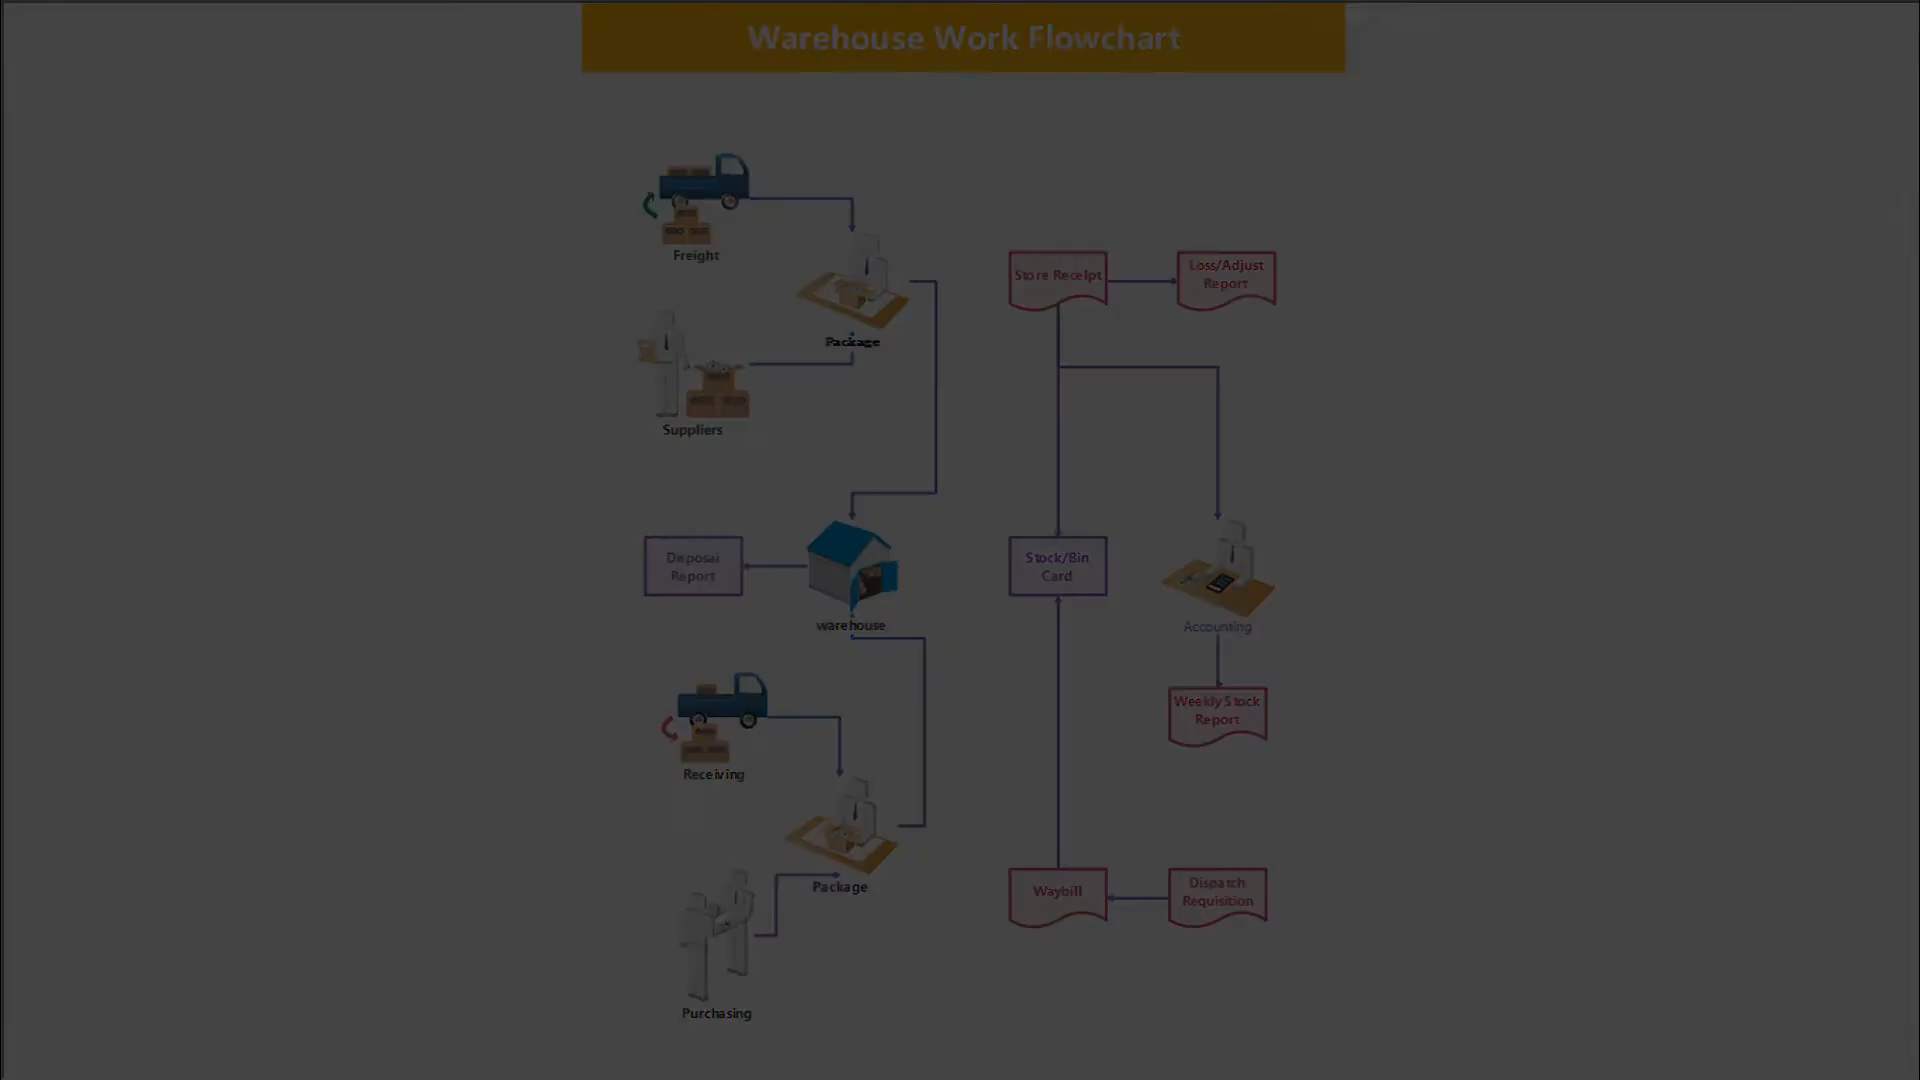 Warehouse Work Flowchart
Freight
Package
Suppliers
Store Receipt
Loss/Adjust
Report
Disposal
Report
warehouse
Stock/Bin
Card
Accounting
Weekly Stock
Report
Receiving
Package
Purchasing
Waybill
Dispatch
Requisition